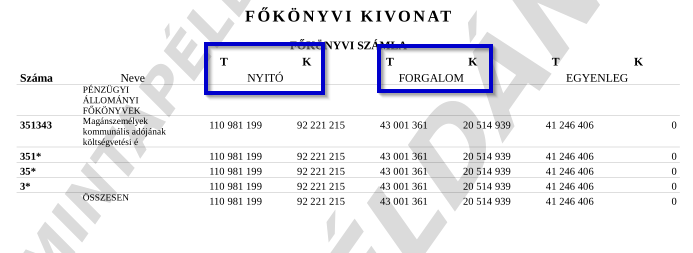 FŐKÖNYVI KIVONAT
FŐKÖNYVI SZÁMLA
T K T K T K
Száma Neve NYITÓ FORGALOM EGYENLEG
PÉNZÜGYI
ÁLLOMÁNYI
FŐKÖNYVEK
351343 Magánszemélyek 110 981 199 92 221 215 43 001 361 20 514 939 41 246 406 0
kommunális adójának
költségvetési é
351* 110 981 199 92 221 215 43 001 361 20 514 939 41 246 406 0
35* 110 981 199 92 221 215 43 001 361 20 514 939 41 246 406 0
3* 110 981 199 92 221 215 43 001 361 20 514 939 41 246 406 0
ÖSSZESEN 110 981 199 92 221 215 43 001 361 20 514 939 41 246 406 0
MINTAPÉL
ÉLDÁN